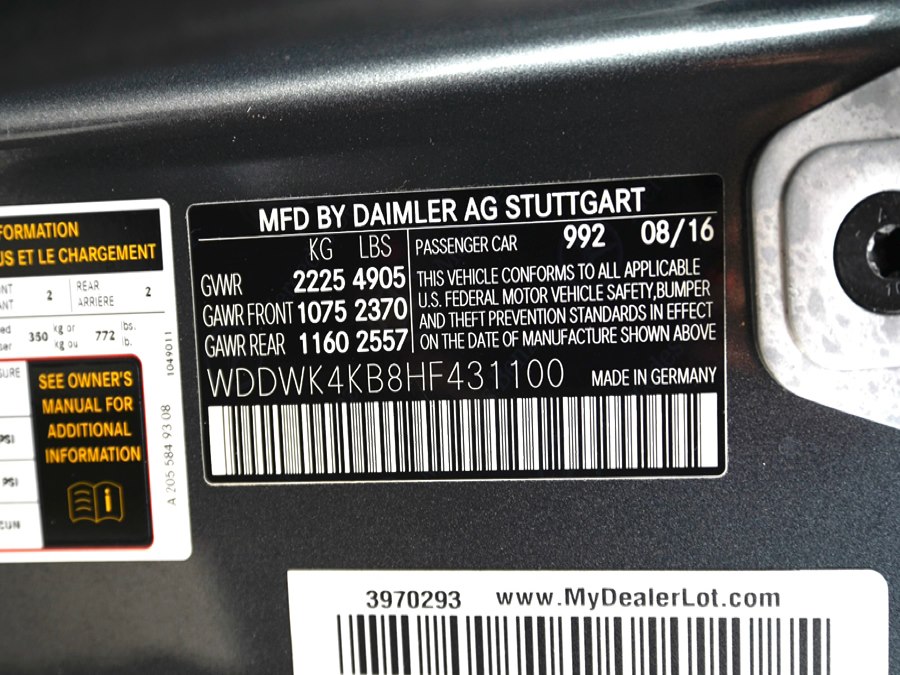 FORMATION
US ET LE CHARGEMENT
2
REAR
ARRIERE
2
350 kg or 772 lbs.
kg ou lb.
PSI
PSI
SEE OWNER'S
MANUAL FOR
ADDITIONAL
INFORMATION
A 205 584 93 08
1049011
MFD BY DAIMLER AG STUTTGART
KG LBS
GVWR 2225 4905
GAWR FRONT 1075 2370
GAWR REAR 1160 2557
PASSENGER CAR 992 08/16
THIS VEHICLE CONFORMS TO ALL APPLICABLE
U.S. FEDERAL MOTOR VEHICLE SAFETY,BUMPER
AND THEFT PREVENTION STANDARDS IN EFFECT
ON THE DATE OF MANUFACTURE SHOWN ABOVE
WDDWK4KB8HF431100 MADE IN GERMANY
3970293 www.MyDealerLot.com